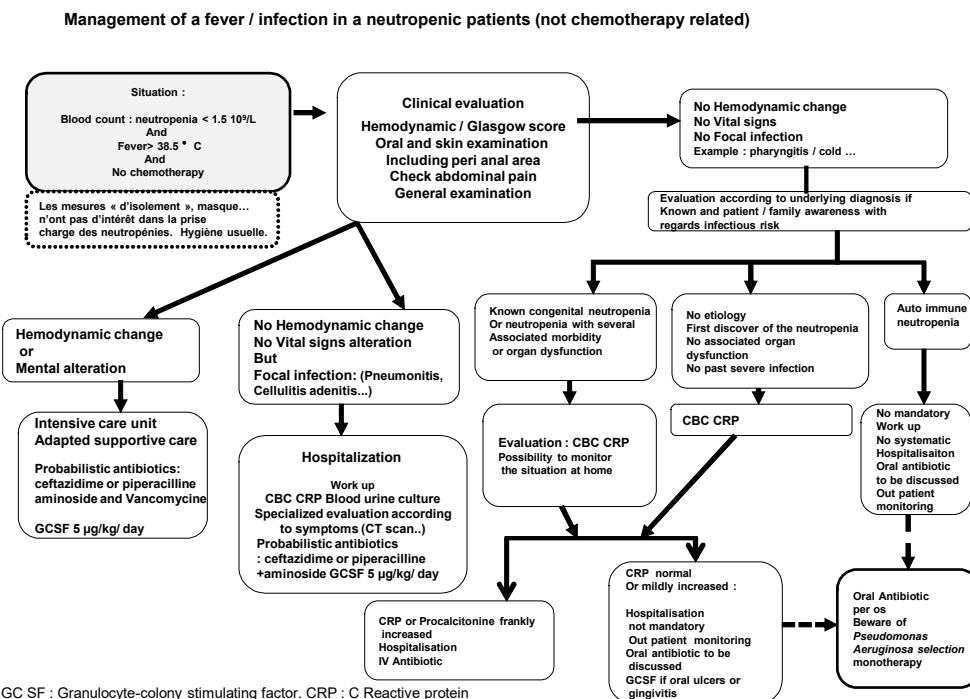 Management of a fever / infection in a neutropenic patients (not chemotherapy related)
Situation :
Blood count : neutropenia < 1.5 10⁹/L
And
Fever> 38.5 ° C
And
No chemotherapy
Les mesures « d'isolement », masque…
n'ont pas d'intérêt dans la prise
charge des neutropénies. Hygiène usuelle.
Clinical evaluation
Hemodynamic / Glasgow score
Oral and skin examination
Including peri anal area
Check abdominal pain
General examination
No Hemodynamic change
No Vital signs
No Focal infection
Example : pharyngitis / cold …
Evaluation according to underlying diagnosis if
Known and patient / family awareness with
regards infectious risk
Hemodynamic change
or
Mental alteration
No Hemodynamic change
No Vital signs alteration
But
Focal infection: (Pneumonitis,
Cellulitis adenitis...)
Known congenital neutropenia
Or neutropenia with several
Associated morbidity
or organ dysfunction
No etiology
First discover of the neutropenia
No associated organ
dysfunction
No past severe infection
Auto immune
neutropenia
Intensive care unit
Adapted supportive care
Probabilistic antibiotics:
ceftazidime or piperacilline
aminoside and Vancomycine
GCSF 5 µg/kg/ day
Hospitalization
Work up
CBC CRP Blood urine culture
Specialized evaluation according
to symptoms (CT scan..)
Probabilistic antibiotics
: ceftazidime or piperacilline
+aminoside GCSF 5 µg/kg/ day
Evaluation : CBC CRP
Possibility to monitor
the situation at home
CBC CRP
No mandatory
Work up
No systematic
Hospitalisaiton
Oral antibiotic
to be discussed
Out patient
monitoring
CRP or Procalcitonine frankly
increased
Hospitalisation
IV Antibiotic
CRP normal
Or mildly increased :
Hospitalisation
not mandatory
Out patient monitoring
Oral antibiotic to be
discussed
GCSF if oral ulcers or
gingivitis
Oral Antibiotic
per os
Beware of
Pseudomonas
Aeruginosa selection
monotherapy
GC SF : Granulocyte-colony stimulating factor. CRP : C Reactive protein